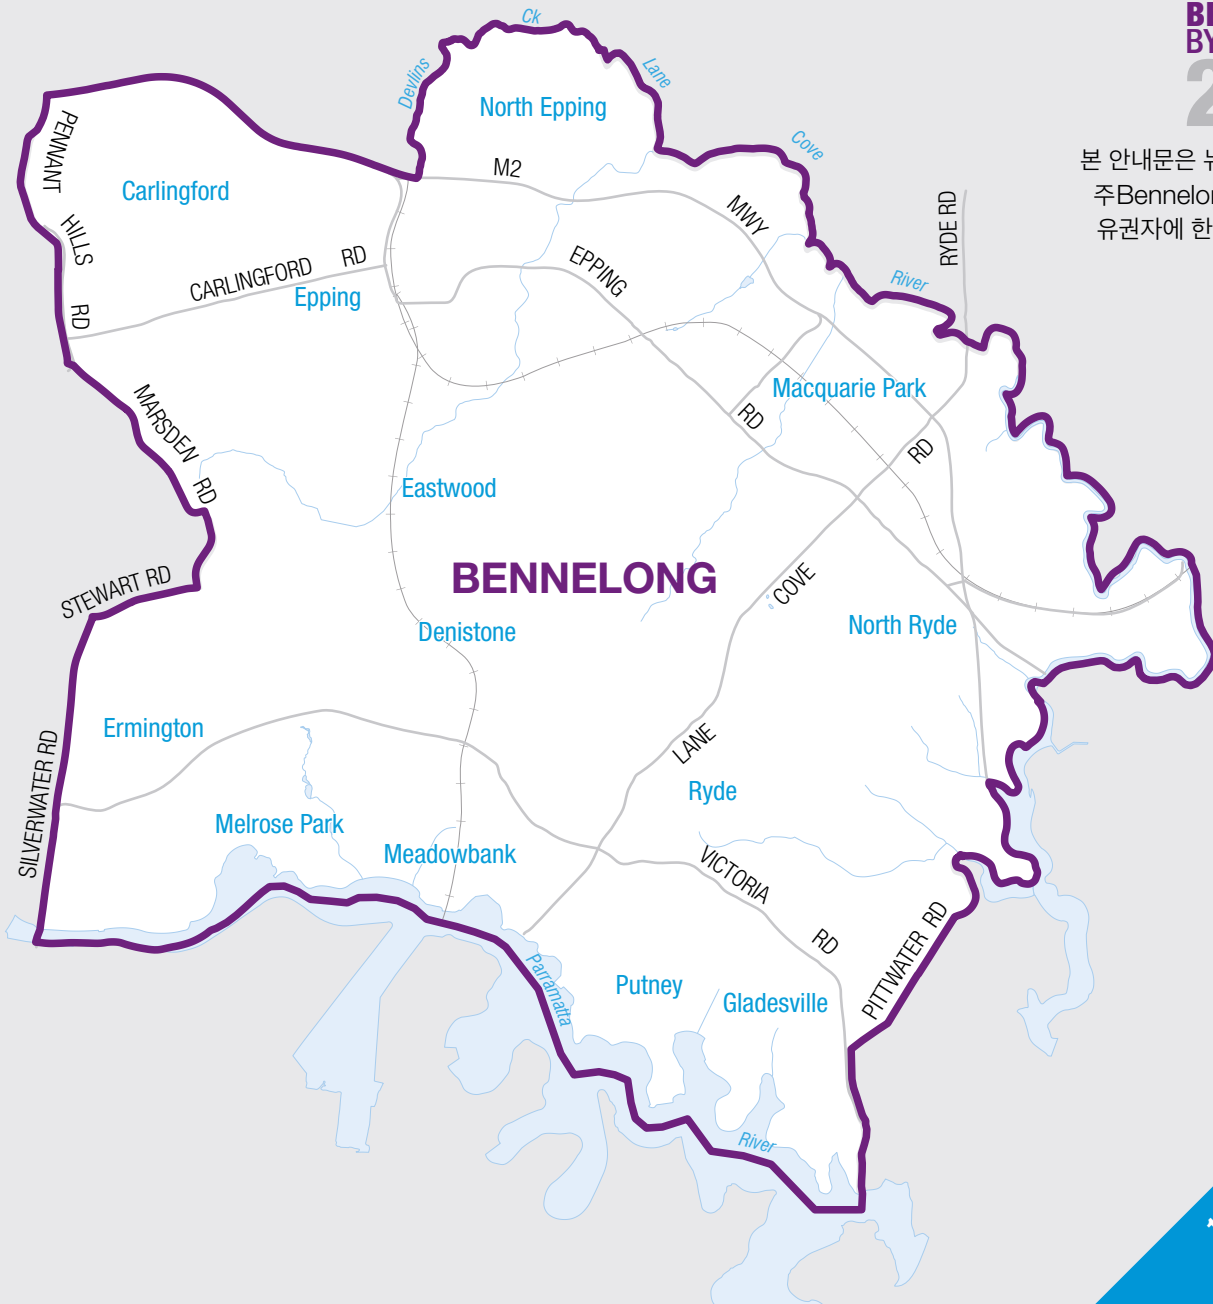 Ck
Devlins
Lane
North Epping
Cove
PENNANT
M2
Carlingford
MWY
RYDE RD
HILLS
EPPING
CARLINGFORD RD
River
Epping
RD
Macquarie Park
MARSDEN
RD
RD
RD
Eastwood
BENNELONG
STEWART RD
COVE
Denistone
North Ryde
Ermington
LANE
SILVERWATER RD
Ryde
Melrose Park
Meadowbank
VICTORIA
RD
PITTWATER RD
Parramatta
Putney
Gladesville
River
본 안내문은
주Bennelon
유권자에 한